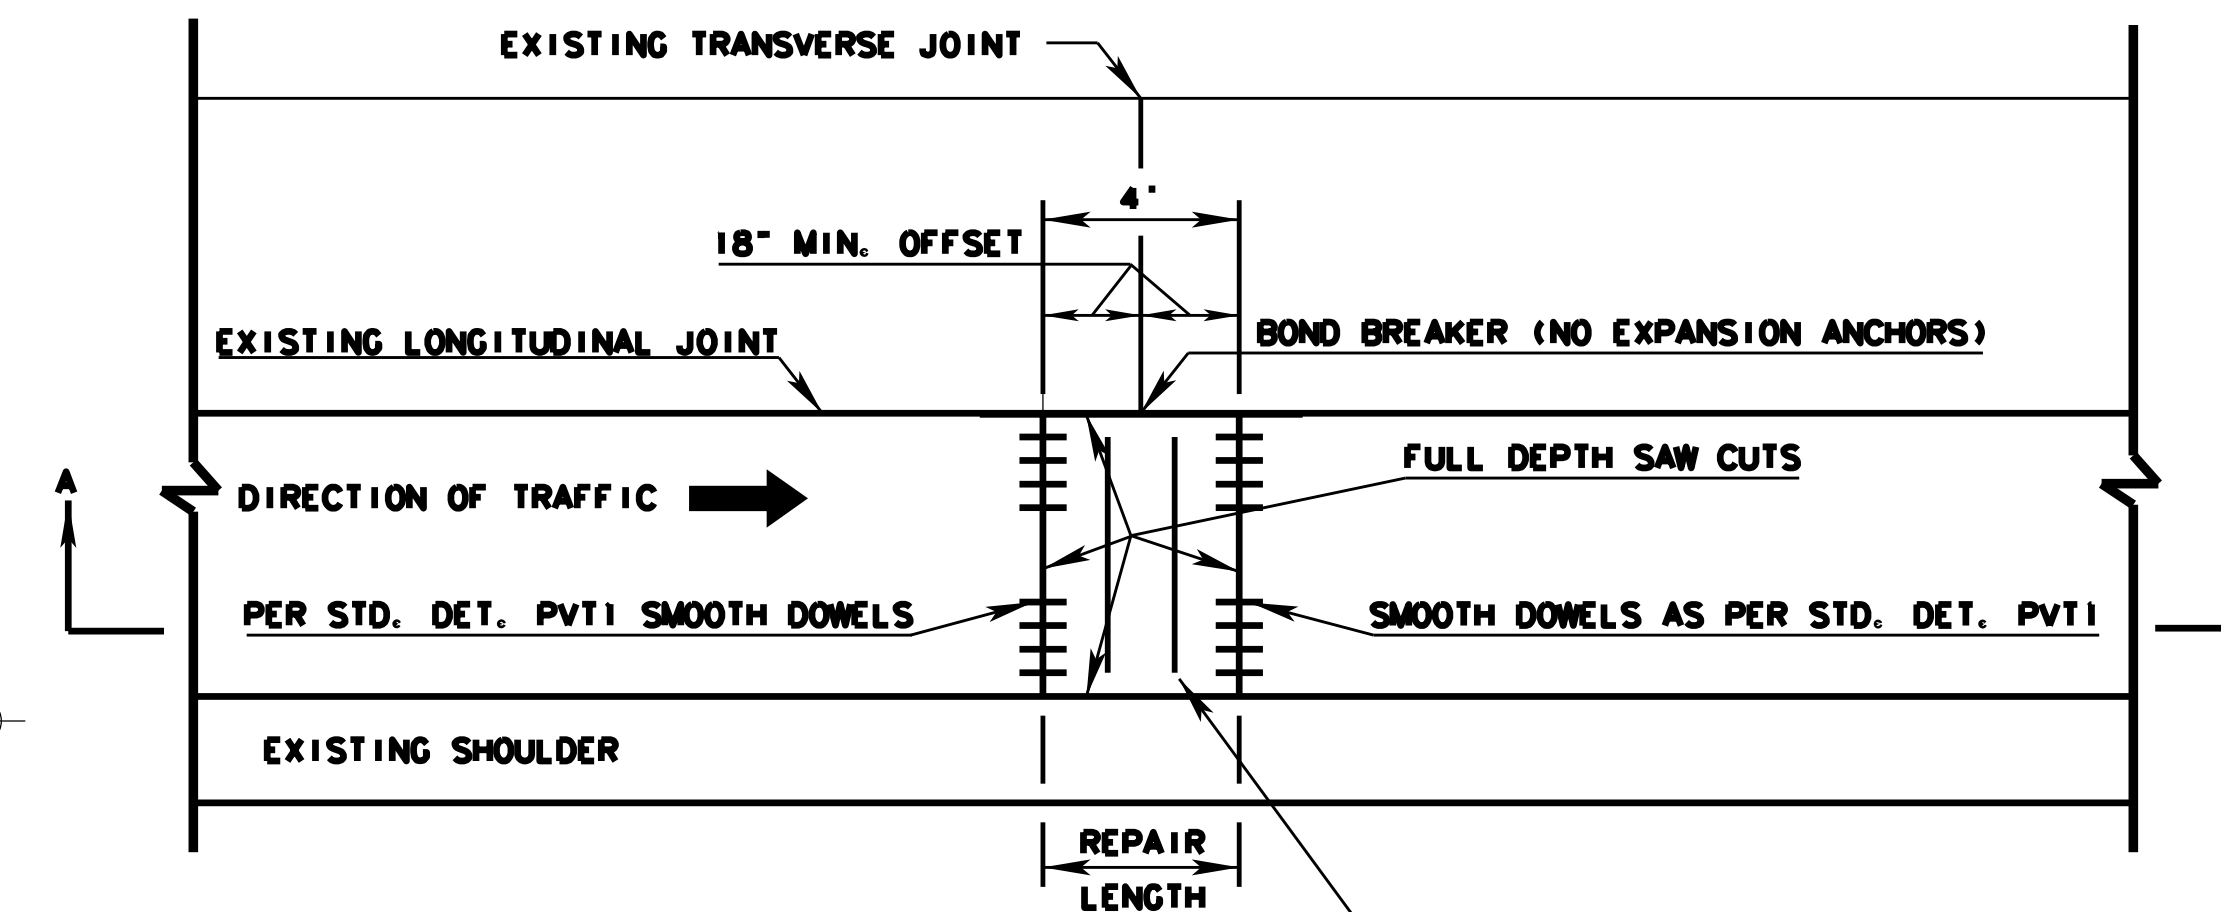 EXISTING TRANSVERSE JOINT
4'
18" MIN. OFFSET
BOND BREAKER (NO EXPANSION ANCHORS)
EXISTING LONGITUDINAL JOINT
FULL DEPTH SAW CUTS
A
DIRECTION OF TRAFFIC
PER STD. DET. PVT1 SMOOTH DOWELS
SMOOTH DOWELS AS PER STD. DET. PVT1
EXISTING SHOULDER
REPAIR
LENGTH